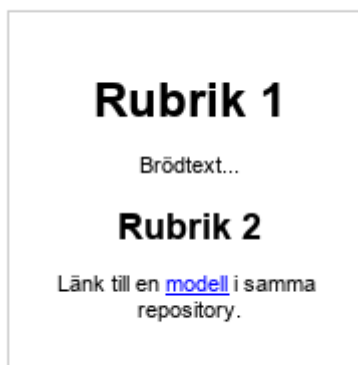 Rubrik 1
Brödtext...
Rubrik 2
Länk till en modell i samma
repository.